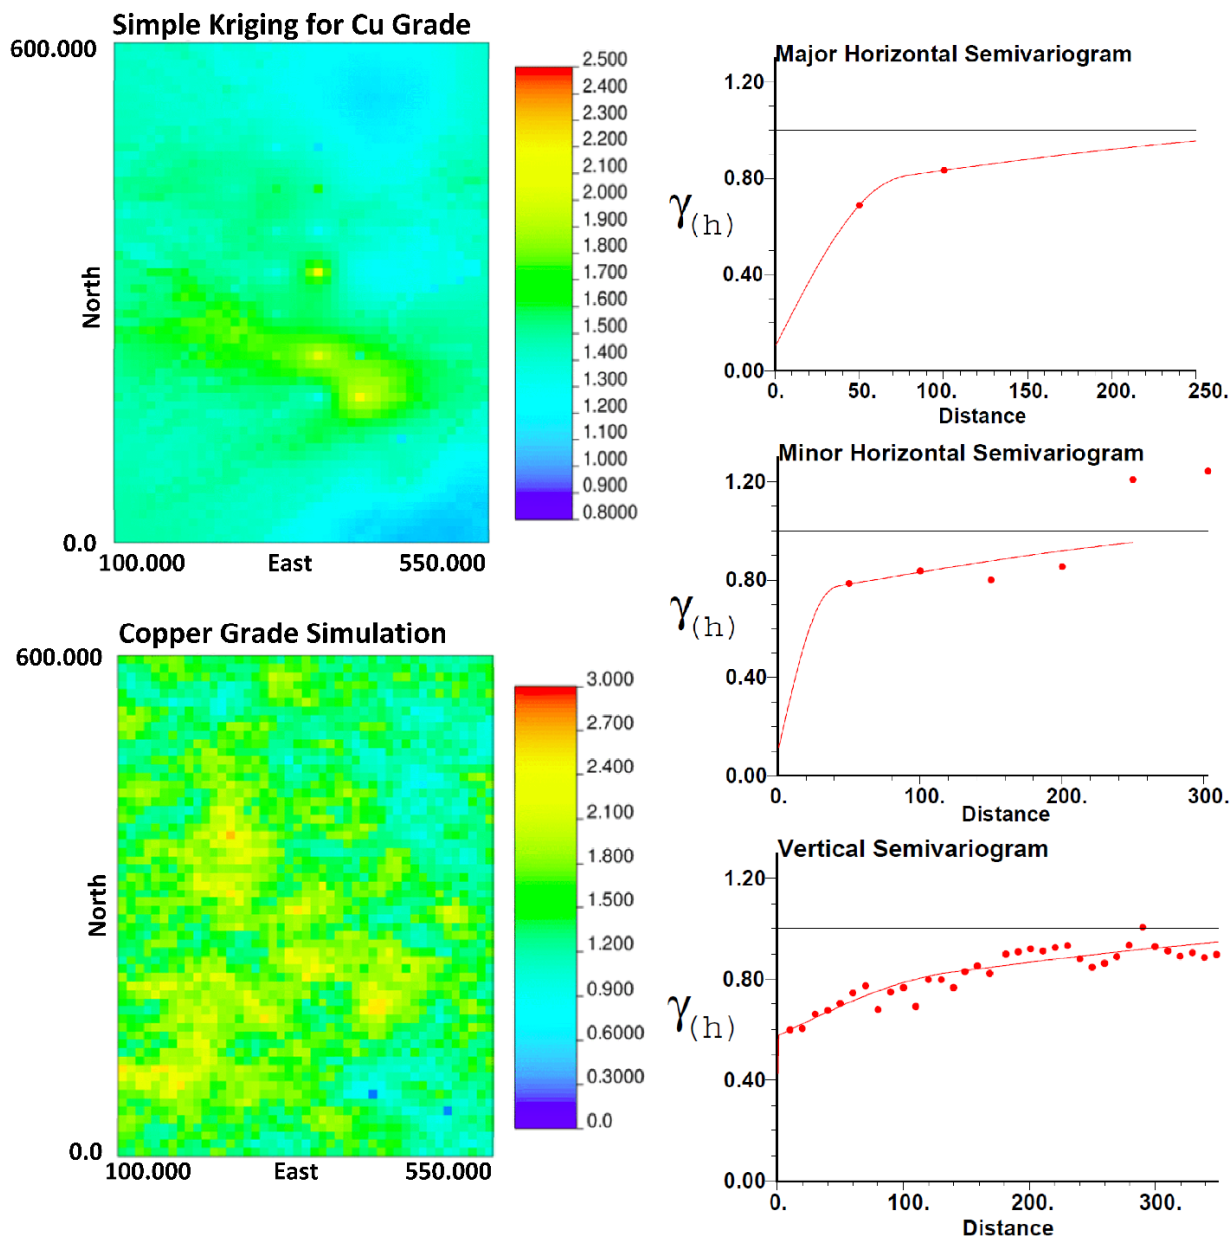 Simple Kriging for Cu Grade
600.000
North
0.0
100.000 East 550.000
2.500
2.400
2.300
2.200
2.100
2.000
1.900
1.800
1.700
1.600
1.500
1.400
1.300
1.200
1.100
1.000
0.900
0.8000
Major Horizontal Semivariogram
1.20
0.80
0.40
0.00
γ(h)
0. 50. 100. 150. 200. 250.
Distance
Minor Horizontal Semivariogram
1.20
0.80
0.40
0.00
γ(h)
0. 100. 200. 300.
Distance
Copper Grade Simulation
600.000
North
0.0
100.000 East 550.000
3.000
2.700
2.400
2.100
1.800
1.500
1.200
0.900
0.6000
0.3000
0.0
Vertical Semivariogram
1.20
0.80
0.40
0.00
γ(h)
0. 100. 200. 300.
Distance